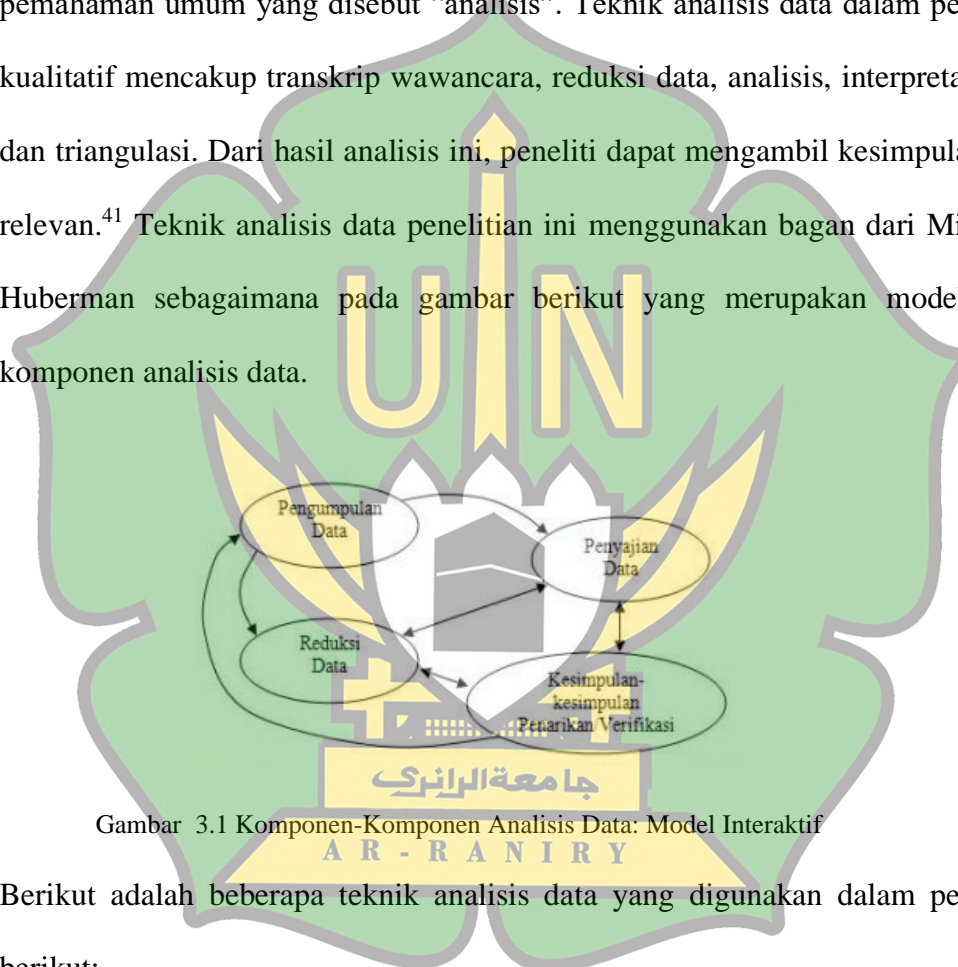 pemahaman umum yang disebut "analisis". Teknik analisis data dalam pe
kualitatif mencakup transkrip wawancara, reduksi data, analisis, interpreta
dan triangulasi. Dari hasil analisis ini, peneliti dapat mengambil kesimpula
relevan.41 Teknik analisis data penelitian ini menggunakan bagan dari Mi
Huberman sebagaimana pada gambar berikut yang merupakan model
komponen analisis data.
UIN
Pengumpulan
Data
Penyajian
Data
Reduksi
Data
Kesimpulan-
kesimpulan
Penarikan/Verifikasi
جامعةالرانرى
Gambar 3.1 Komponen-Komponen Analisis Data: Model Interaktif
AR-RANIRY
Berikut adalah beberapa teknik analisis data yang digunakan dalam pe
berikut: